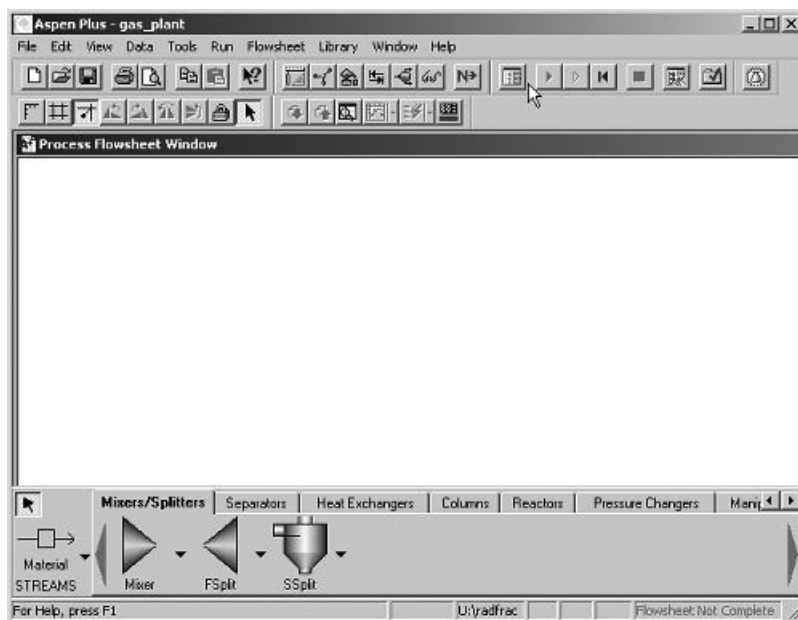 Aspen Plus - gas_plant
File Edit View Data Tools Run Flowsheet Library Window Help
N
Process Flowsheet Window
Mixers/Splitters Separators Heat Exchangers Columns Reactors Pressure Changers Manip
Material
STREAMS Mixer FSplit SSplit
For Help, press F1 U:\radfrac Flowsheet Not Complete